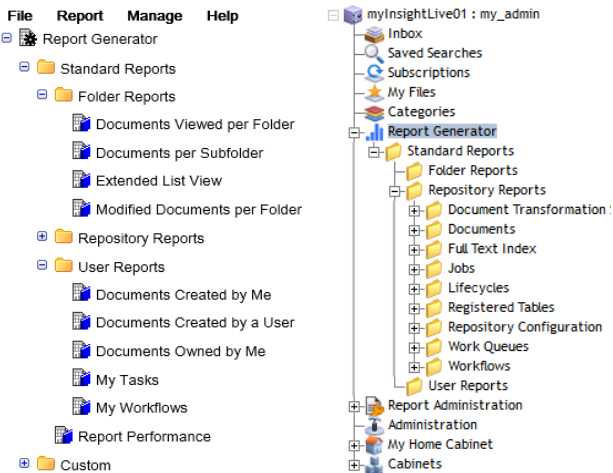 File Report Manage Help
Report Generator
Standard Reports
Folder Reports
Documents Viewed per Folder
Documents per Subfolder
Extended List View
Modified Documents per Folder
Repository Reports
User Reports
Documents Created by Me
Documents Created by a User
Documents Owned by Me
My Tasks
My Workflows
Report Performance
Custom
myInsightLive01 : my_admin
Inbox
Saved Searches
Subscriptions
My Files
Categories
Report Generator
Standard Reports
Folder Reports
Repository Reports
Document Transformation
Documents
Full Text Index
Jobs
Lifecycles
Registered Tables
Repository Configuration
Work Queues
Workflows
User Reports
Report Administration
Administration
My Home Cabinet
Cabinets